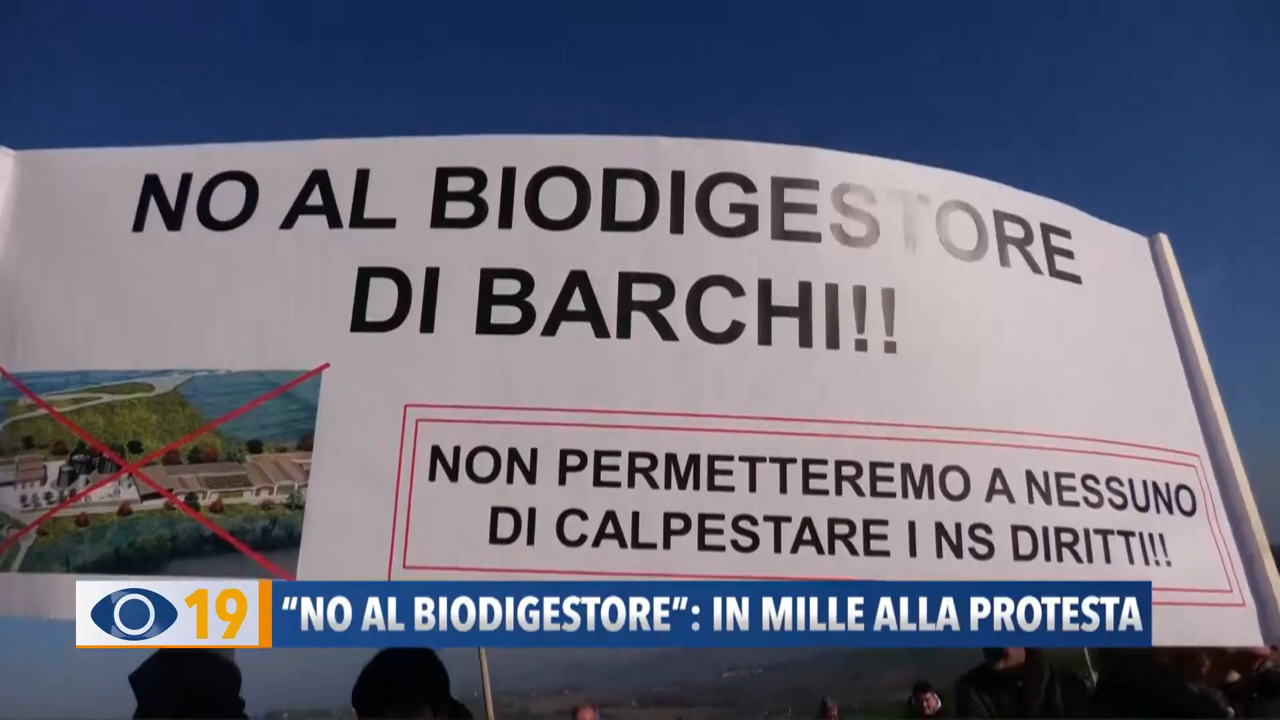 NO AL BIODIGESTORE
DI BARCHI!!
NON PERMETTEREMO A NESSUNO
DI CALPESTARE I NS DIRITTI!!
19
“NO AL BIODIGESTORE”: IN MILLE ALLA PROTESTA